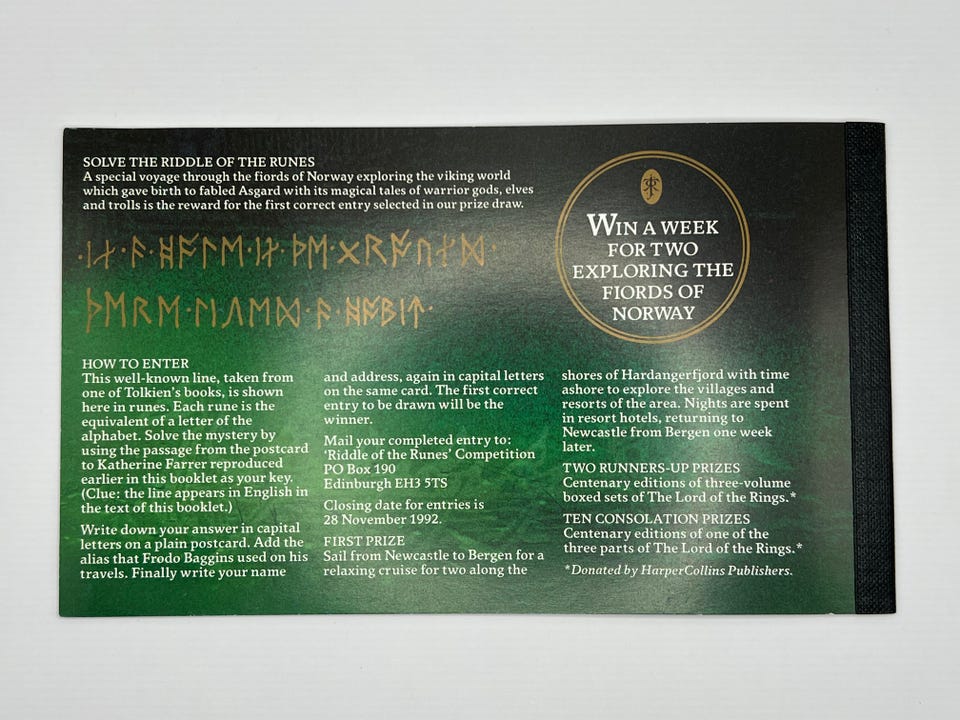 SOLVE THE RIDDLE OF THE RUNES
A special voyage through the fiords of Norway exploring the viking world
which gave birth to fabled Asgard with its magical tales of warrior gods, elves
and trolls is the reward for the first correct entry selected in our prize draw.
·ᛁᚾ·ᚫ·ᚻᚩᛚᛖ·ᛁᚾ·ᚦᛖ·ᚷᚱᚩᚢᚾᛞ·
ᚦᛖᚱᛖ·ᛚᛁᚢᛖᛞ·ᚫ·ᚻᚩᛒᛁᛏ·
WIN A WEEK
FOR TWO
EXPLORING THE
FIORDS OF
NORWAY
HOW TO ENTER
This well-known line, taken from
one of Tolkien's books, is shown
here in runes. Each rune is the
equivalent of a letter of the
alphabet. Solve the mystery by
using the passage from the postcard
to Katherine Farrer reproduced
earlier in this booklet as your key.
(Clue: the line appears in English in
the text of this booklet.)
Write down your answer in capital
letters on a plain postcard. Add the
alias that Frodo Baggins used on his
travels. Finally write your name
and address, again in capital letters
on the same card. The first correct
entry to be drawn will be the
winner.
Mail your completed entry to:
'Riddle of the Runes' Competition
PO Box 190
Edinburgh EH3 5TS
Closing date for entries is
28 November 1992.
FIRST PRIZE
Sail from Newcastle to Bergen for a
relaxing cruise for two along the
shores of Hardangerfjord with time
ashore to explore the villages and
resorts of the area. Nights are spent
in resort hotels, returning to
Newcastle from Bergen one week
later.
TWO RUNNERS-UP PRIZES
Centenary editions of three-volume
boxed sets of The Lord of the Rings.*
TEN CONSOLATION PRIZES
Centenary editions of one of the
three parts of The Lord of the Rings.*
*Donated by HarperCollins Publishers.